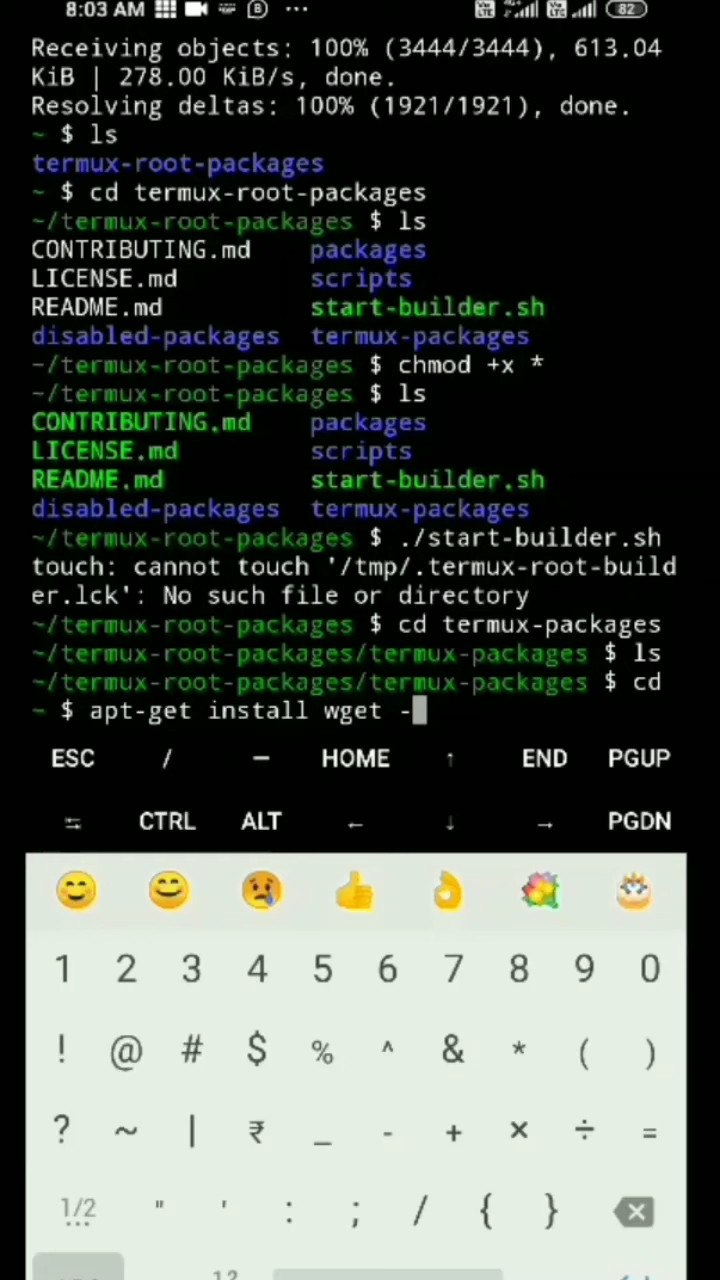 8:03 AM ... 82
Receiving objects: 100% (3444/3444), 613.04
KiB | 278.00 KiB/s, done.
Resolving deltas: 100% (1921/1921), done.
~ $ ls
termux-root-packages
~ $ cd termux-root-packages
~/termux-root-packages $ ls
CONTRIBUTING.md packages
LICENSE.md scripts
README.md start-builder.sh
disabled-packages termux-packages
~/termux-root-packages $ chmod +x *
~/termux-root-packages $ ls
CONTRIBUTING.md packages
LICENSE.md scripts
README.md start-builder.sh
disabled-packages termux-packages
~/termux-root-packages $ ./start-builder.sh
touch: cannot touch '/tmp/.termux-root-build
er.lck': No such file or directory
~/termux-root-packages $ cd termux-packages
~/termux-root-packages/termux-packages $ ls
~/termux-root-packages/termux-packages $ cd
~ $ apt-get install wget -
ESC / — HOME ↑ END PGUP
⇆ CTRL ALT ← ↓ → PGDN
1 2 3 4 5 6 7 8 9 0
! @ # $ % ^ & * ( )
? ~ | ₹ _ - + × ÷ =
1/2 " ' : ; / { }
12